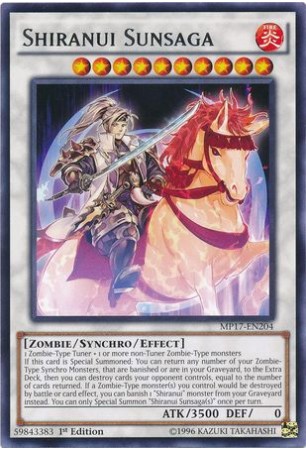 Shiranui Sunsaga
FIRE
炎
MP17-EN204
[Zombie/Synchro/Effect]
1 Zombie-Type Tuner + 1 or more non-Tuner Zombie-Type monsters
If this card is Special Summoned: You can return any number of your Zombie-
Type Synchro Monsters, that are banished or are in your Graveyard, to the Extra
Deck, then you can destroy cards your opponent controls, equal to the
number of cards returned. If a Zombie-Type monster(s) you control would be destroyed
by battle or card effect, you can banish 1 "Shiranui" monster from your Graveyard
instead. You can only Special Summon "Shiranui Sunsaga(s)" once per turn.
ATK/3500 DEF/ 0
59843383 1st Edition ©1996 KAZUKI TAKAHASHI